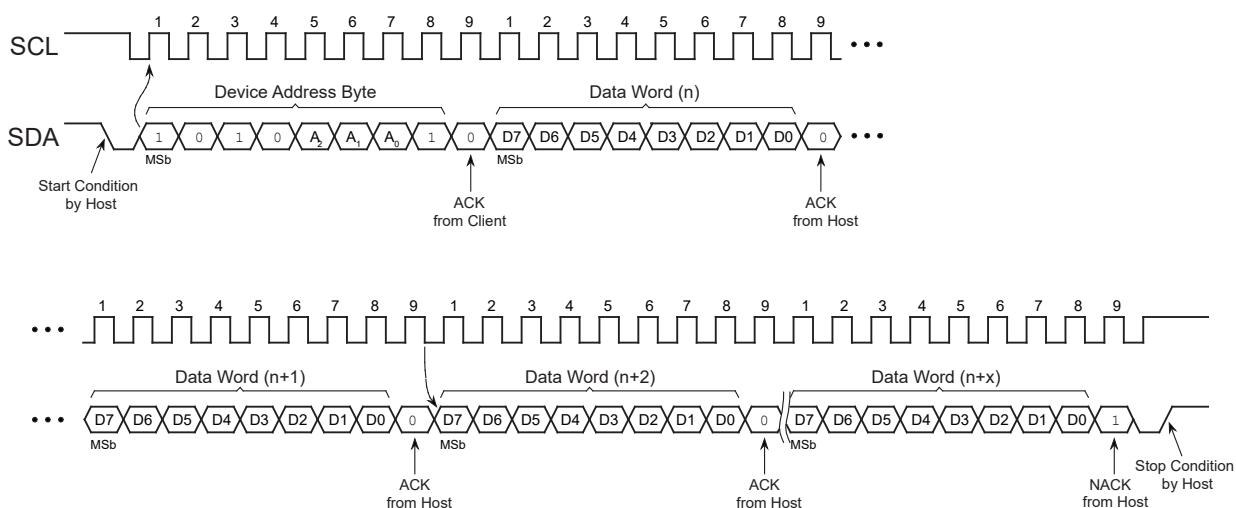 1 2 3 4 5 6 7 8 9 1 2 3 4 5 6 7 8 9
SCL
Device Address Byte Data Word (n)
SDA 1 0 1 0 A2 A1 A0 1 0 D7 D6 D5 D4 D3 D2 D1 D0 0
MSb MSb
Start Condition
by Host
ACK
from Client
ACK
from Host
1 2 3 4 5 6 7 8 9 1 2 3 4 5 6 7 8 9 1 2 3 4 5 6 7 8 9
Data Word (n+1) Data Word (n+2) Data Word (n+x)
D7 D6 D5 D4 D3 D2 D1 D0 0 D7 D6 D5 D4 D3 D2 D1 D0 0 D7 D6 D5 D4 D3 D2 D1 D0 1
MSb MSb MSb
ACK
from Host
ACK
from Host
NACK
from Host
Stop Condition
by Host